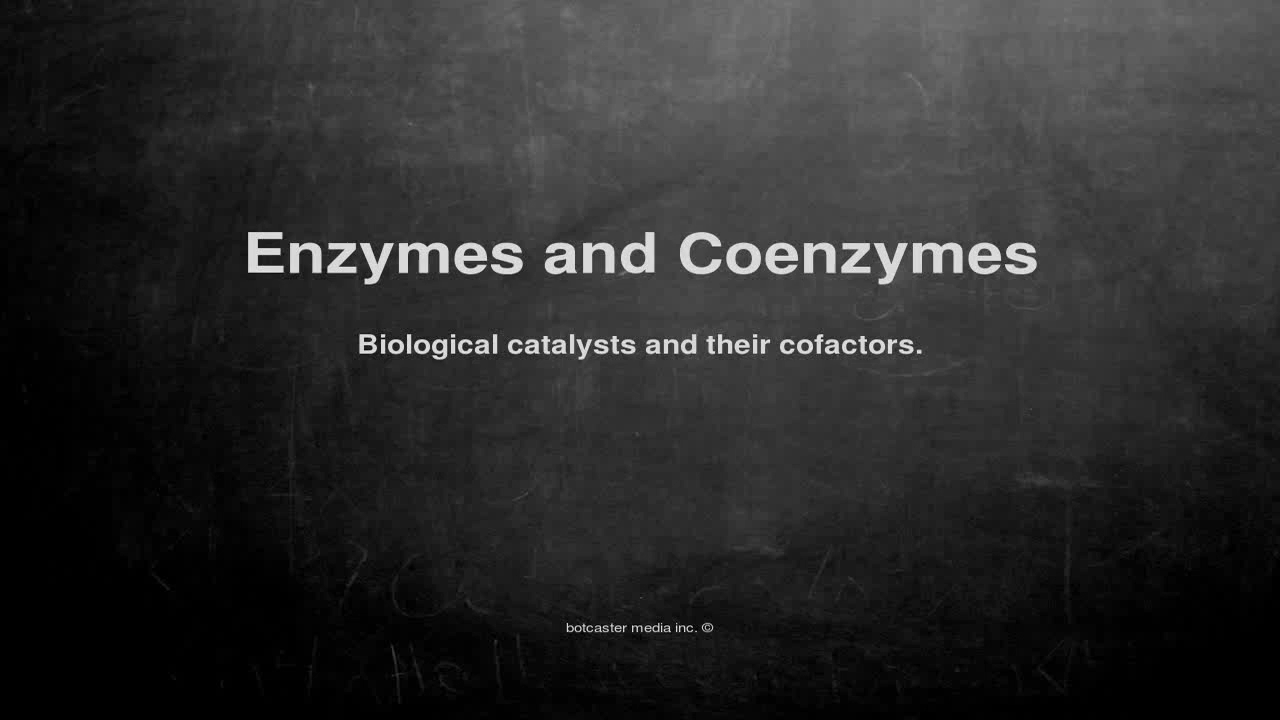 Enzymes and Coenzymes
Biological catalysts and their cofactors.
botcaster media inc. ©